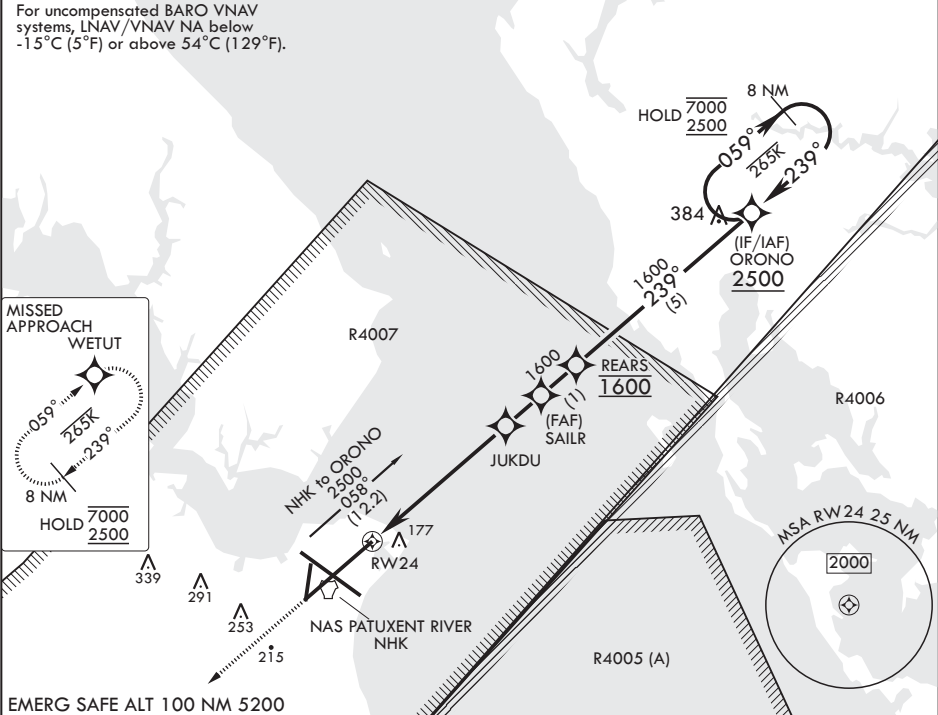 For uncompensated BARO VNAV
systems, LNAV/VNAV NA below
-15°C (5°F) or above 54°C (129°F).
8 NM
HOLD 7000
2500
059°
265K
239°
384
(IF/IAF)
ORONO
2500
1600
239°
(5)
MISSED
APPROACH
WETUT
059°
265K
239°
8 NM
HOLD 7000
2500
R4007
1600
(1)
REARS
1600
(FAF)
SAILR
JUKDU
R4006
NHK to ORONO
2500
058°
(12.2)
177
RW24
339
291
253
215
NAS PATUXENT RIVER
NHK
R4005 (A)
MSA RW24 25 NM
2000
EMERG SAFE ALT 100 NM 5200